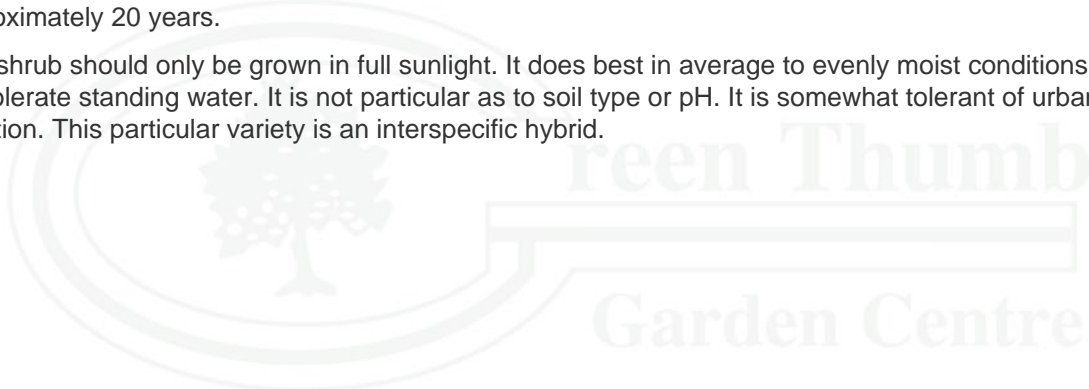 oximately 20 years.
shrub should only be grown in full sunlight. It does best in average to evenly moist conditions
olerate standing water. It is not particular as to soil type or pH. It is somewhat tolerant of urban
tion. This particular variety is an interspecific hybrid.
reen Thumb
Garden Centre